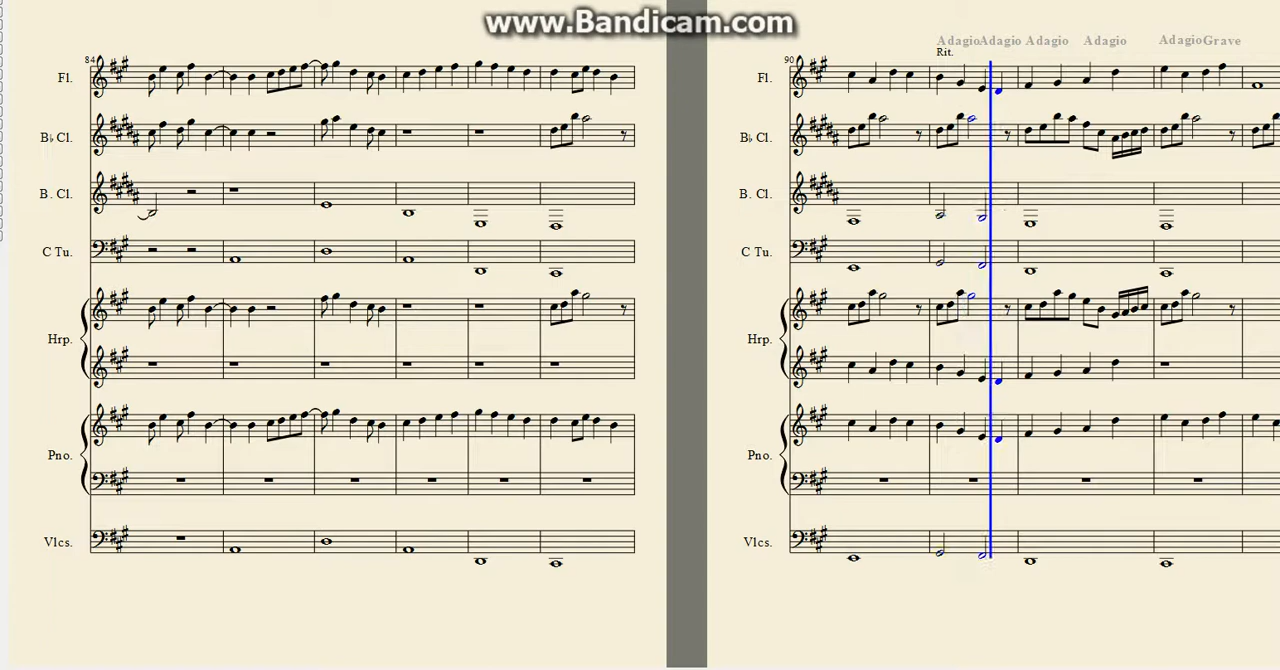 www.Bandicam.com
84
Fl.
B♭ Cl.
B. Cl.
C Tu.
Hrp.
Pno.
Vlcs.
Adagio Adagio Adagio Adagio Adagio Grave
Rit.
90
Fl.
B♭ Cl.
B. Cl.
C Tu.
Hrp.
Pno.
Vlcs.